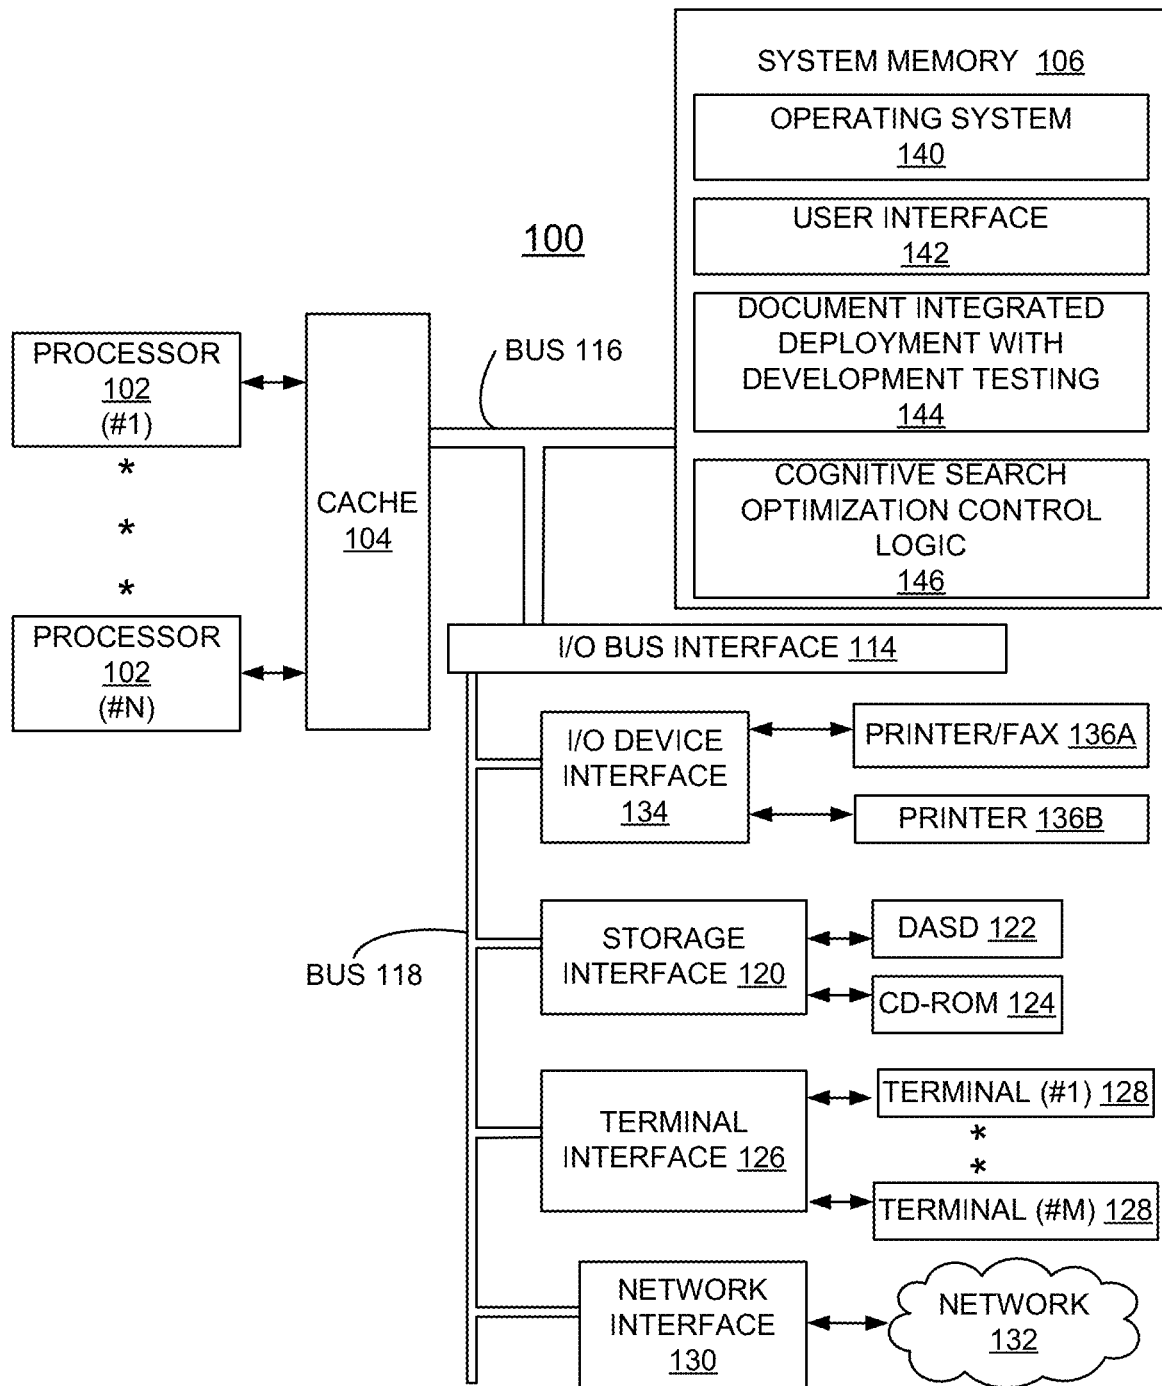 SYSTEM MEMORY 106
OPERATING SYSTEM
140
USER INTERFACE
142
DOCUMENT INTEGRATED
DEPLOYMENT WITH
DEVELOPMENT TESTING
144
COGNITIVE SEARCH
OPTIMIZATION CONTROL
LOGIC
146
100
PROCESSOR
102
(#1)
*
*
*
PROCESSOR
102
(#N)
CACHE
104
BUS 116
I/O BUS INTERFACE 114
I/O DEVICE
INTERFACE
134
PRINTER/FAX 136A
PRINTER 136B
BUS 118
STORAGE
INTERFACE 120
DASD 122
CD-ROM 124
TERMINAL
INTERFACE 126
TERMINAL (#1) 128
*
*
TERMINAL (#M) 128
NETWORK
INTERFACE
130
NETWORK
132